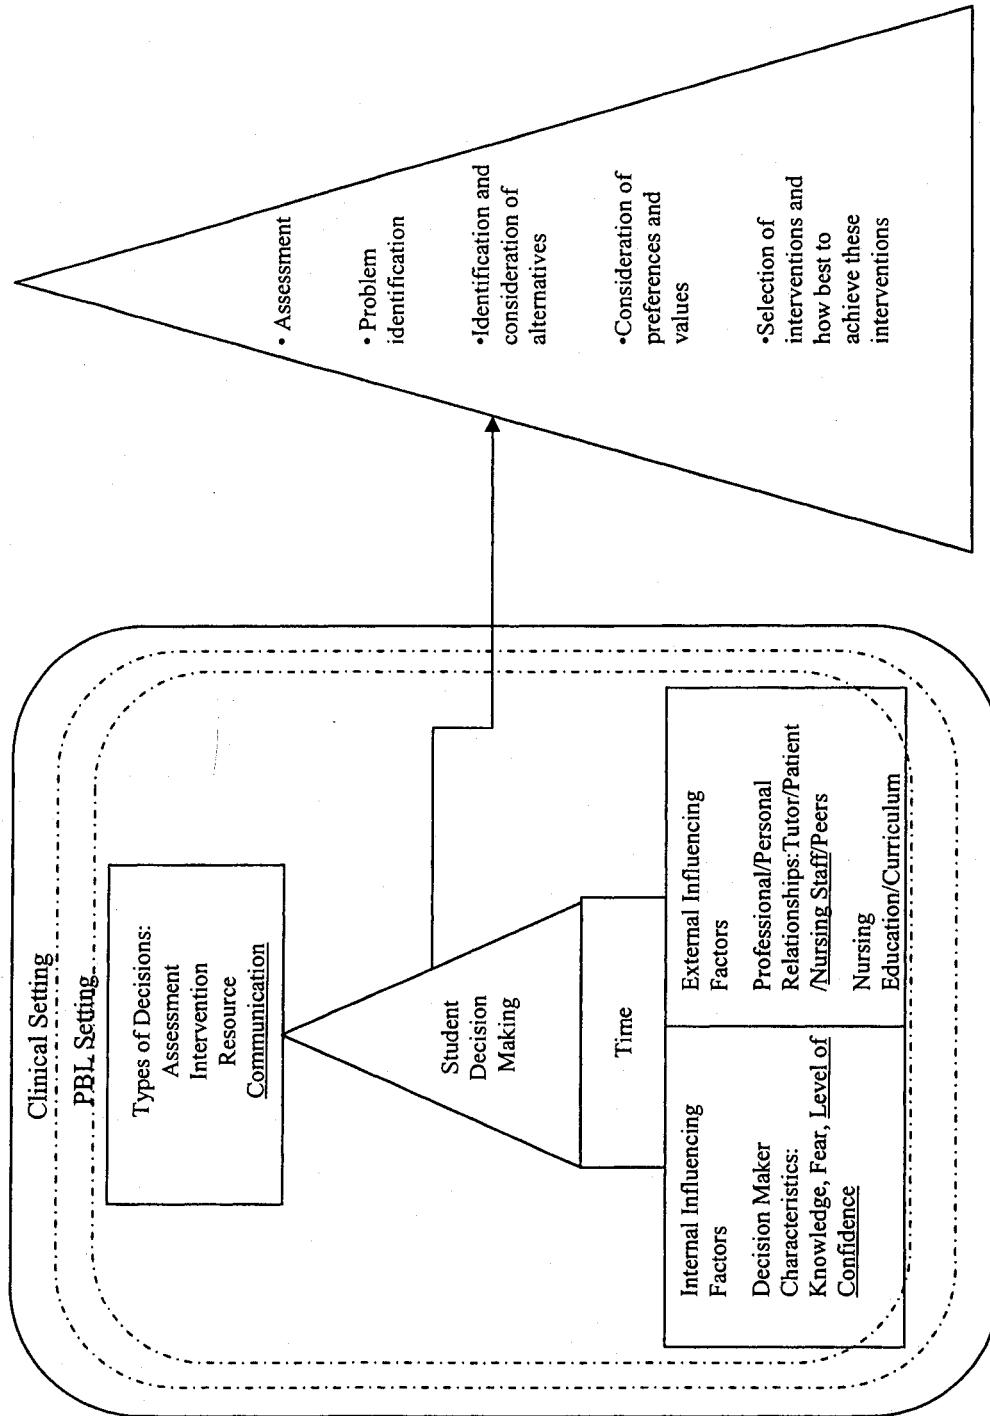 Clinical Setting
PBL Setting
Types of Decisions:
Assessment
Intervention
Resource
Communication
Student
Decision
Making
Time
Internal Influencing
Factors
Decision Maker
Characteristics:
Knowledge, Fear, Level of
Confidence
External Influencing
Factors
Professional/Personal
Relationships:Tutor/Patient
/Nursing Staff/Peers
Nursing
Education/Curriculum
• Assessment
• Problem
identification
•Identification and
consideration of
alternatives
•Consideration of
preferences and
values
•Selection of
interventions and
how best to
achieve these
interventions